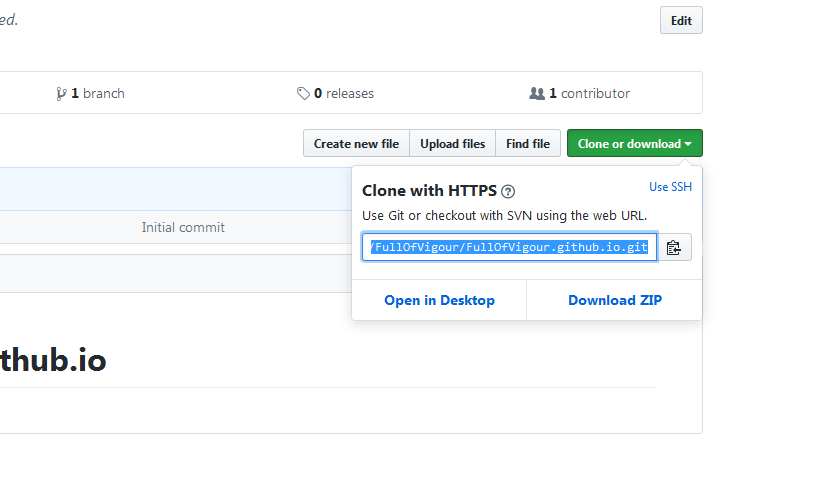 ed.
Edit
1 branch
0 releases
1 contributor
Create new file
Upload files
Find file
Clone or download
Clone with HTTPS
Use SSH
Use Git or checkout with SVN using the web URL.
/FullOfVigour/FullOfVigour.github.io.git
Initial commit
Open in Desktop
Download ZIP
thub.io